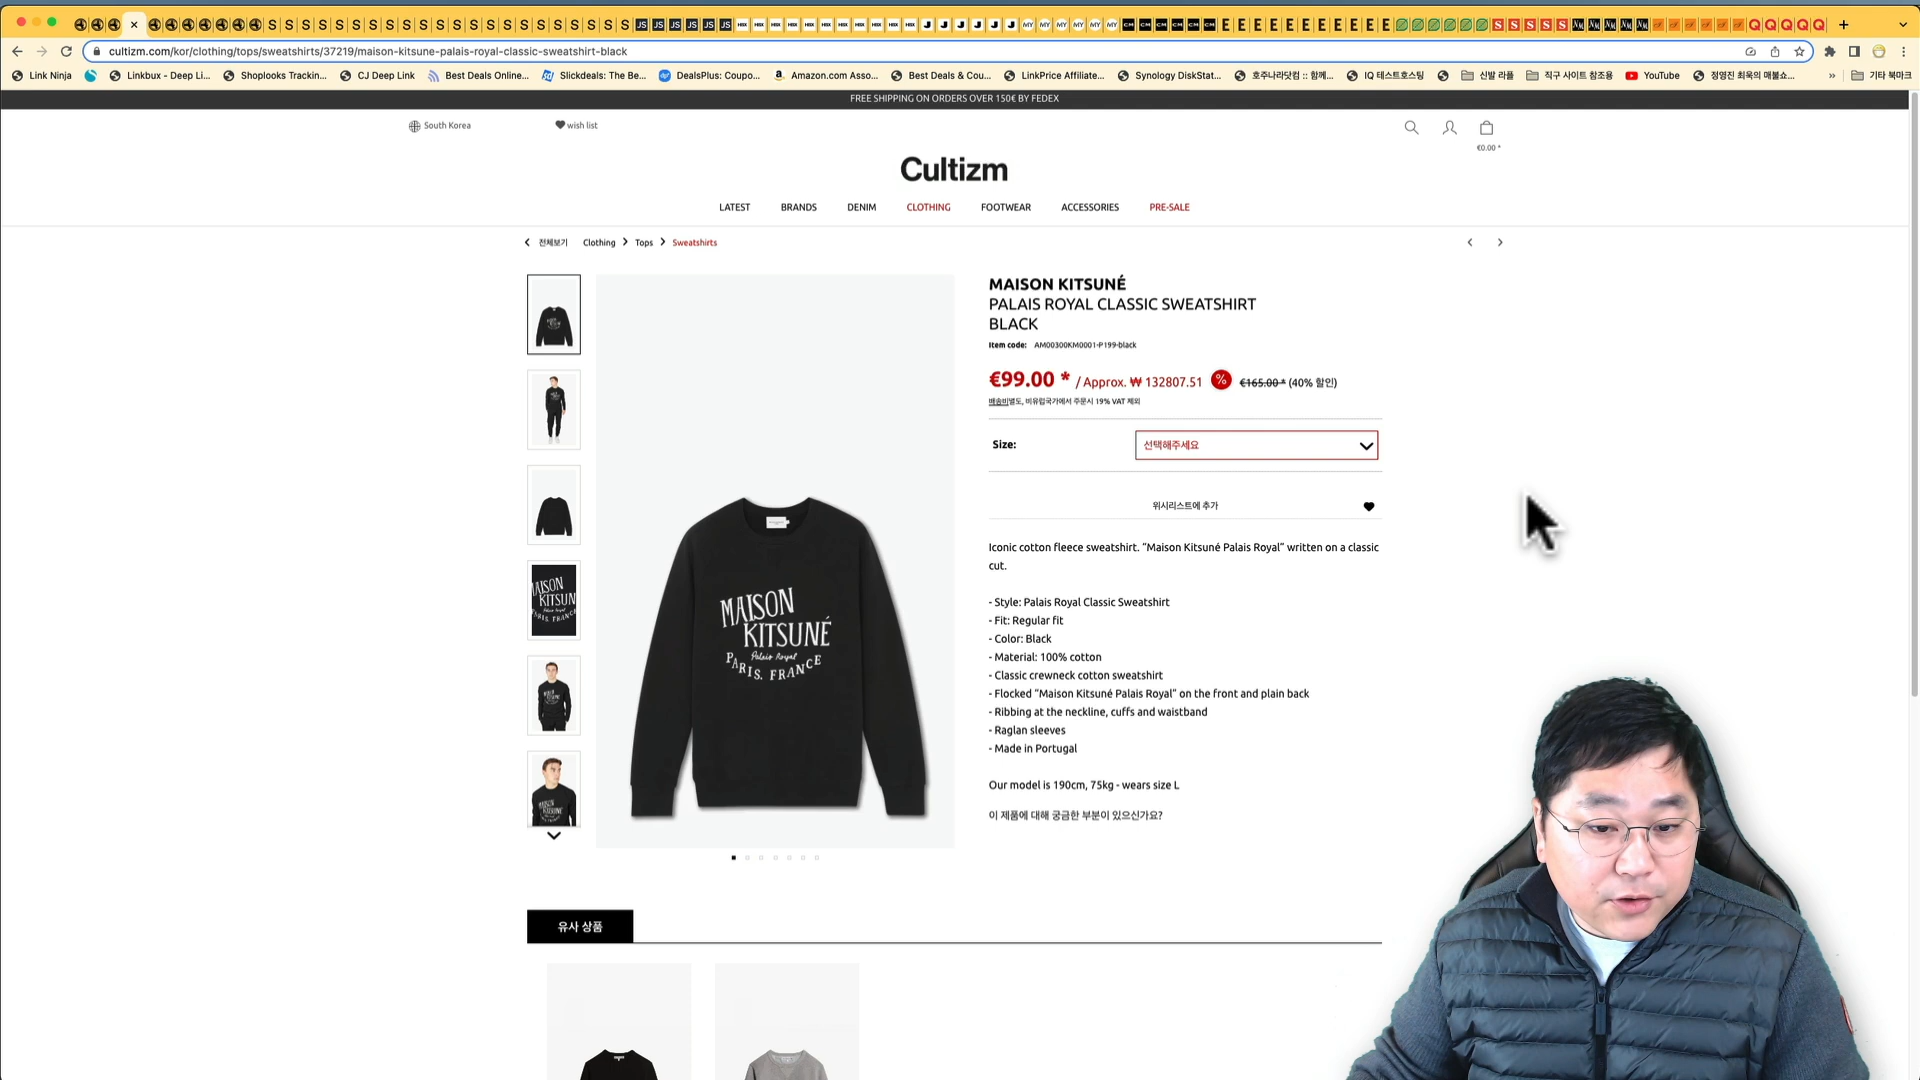 cultizm.com/kor/clothing/tops/sweatshirts/37219/maison-kitsune-palais-royal-classic-sweatshirt-black
Link Ninja
Linkbux - Deep Li...
Shoplooks Trackin...
CJ Deep Link
Best Deals Online...
Slickdeals: The Be...
DealsPlus: Coupo...
Amazon.com Asso...
Best Deals & Cou...
LinkPrice Affiliate...
Synology DiskStat...
호주나라닷컴 :: 함께...
IQ 테스트호스팅
신발 라플
직구 사이트 참조용
YouTube
정영진 최욱의 매불쇼...
»
기타 북마크
FREE SHIPPING ON ORDERS OVER 150€ BY FEDEX
South Korea
wish list
€0.00 *
Cultizm
LATEST BRANDS DENIM CLOTHING FOOTWEAR ACCESSORIES PRE-SALE
전체보기 Clothing Tops Sweatshirts
MAISON KITSUNÉ
PALAIS ROYAL CLASSIC SWEATSHIRT
BLACK
Item code: AM00300KM0001-P199-black
€99.00 * / Approx. ₩ 132807.51 % €165.00 * (40% 할인)
배송비별도, 비유럽국가에서 주문시 19% VAT 제외
Size: 선택해주세요
위시리스트에 추가
Iconic cotton fleece sweatshirt. “Maison Kitsuné Palais Royal” written on a classic
cut.
- Style: Palais Royal Classic Sweatshirt
- Fit: Regular fit
- Color: Black
- Material: 100% cotton
- Classic crewneck cotton sweatshirt
- Flocked “Maison Kitsuné Palais Royal” on the front and plain back
- Ribbing at the neckline, cuffs and waistband
- Raglan sleeves
- Made in Portugal
Our model is 190cm, 75kg - wears size L
이 제품에 대해 궁금한 부분이 있으신가요?
MAISON
KITSUNÉ
Palais Royal
PARIS. FRANCE
유사 상품